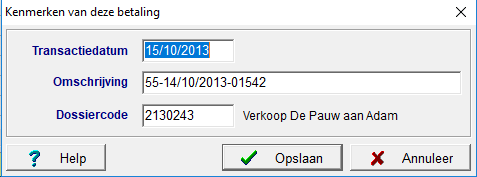 Kenmerken van deze betaling
Transactiedatum 15/10/2013
Omschrijving 55-14/10/2013-01542
Dossiercode 2130243 Verkoop De Pauw aan Adam
? Help Opslaan Annuleer